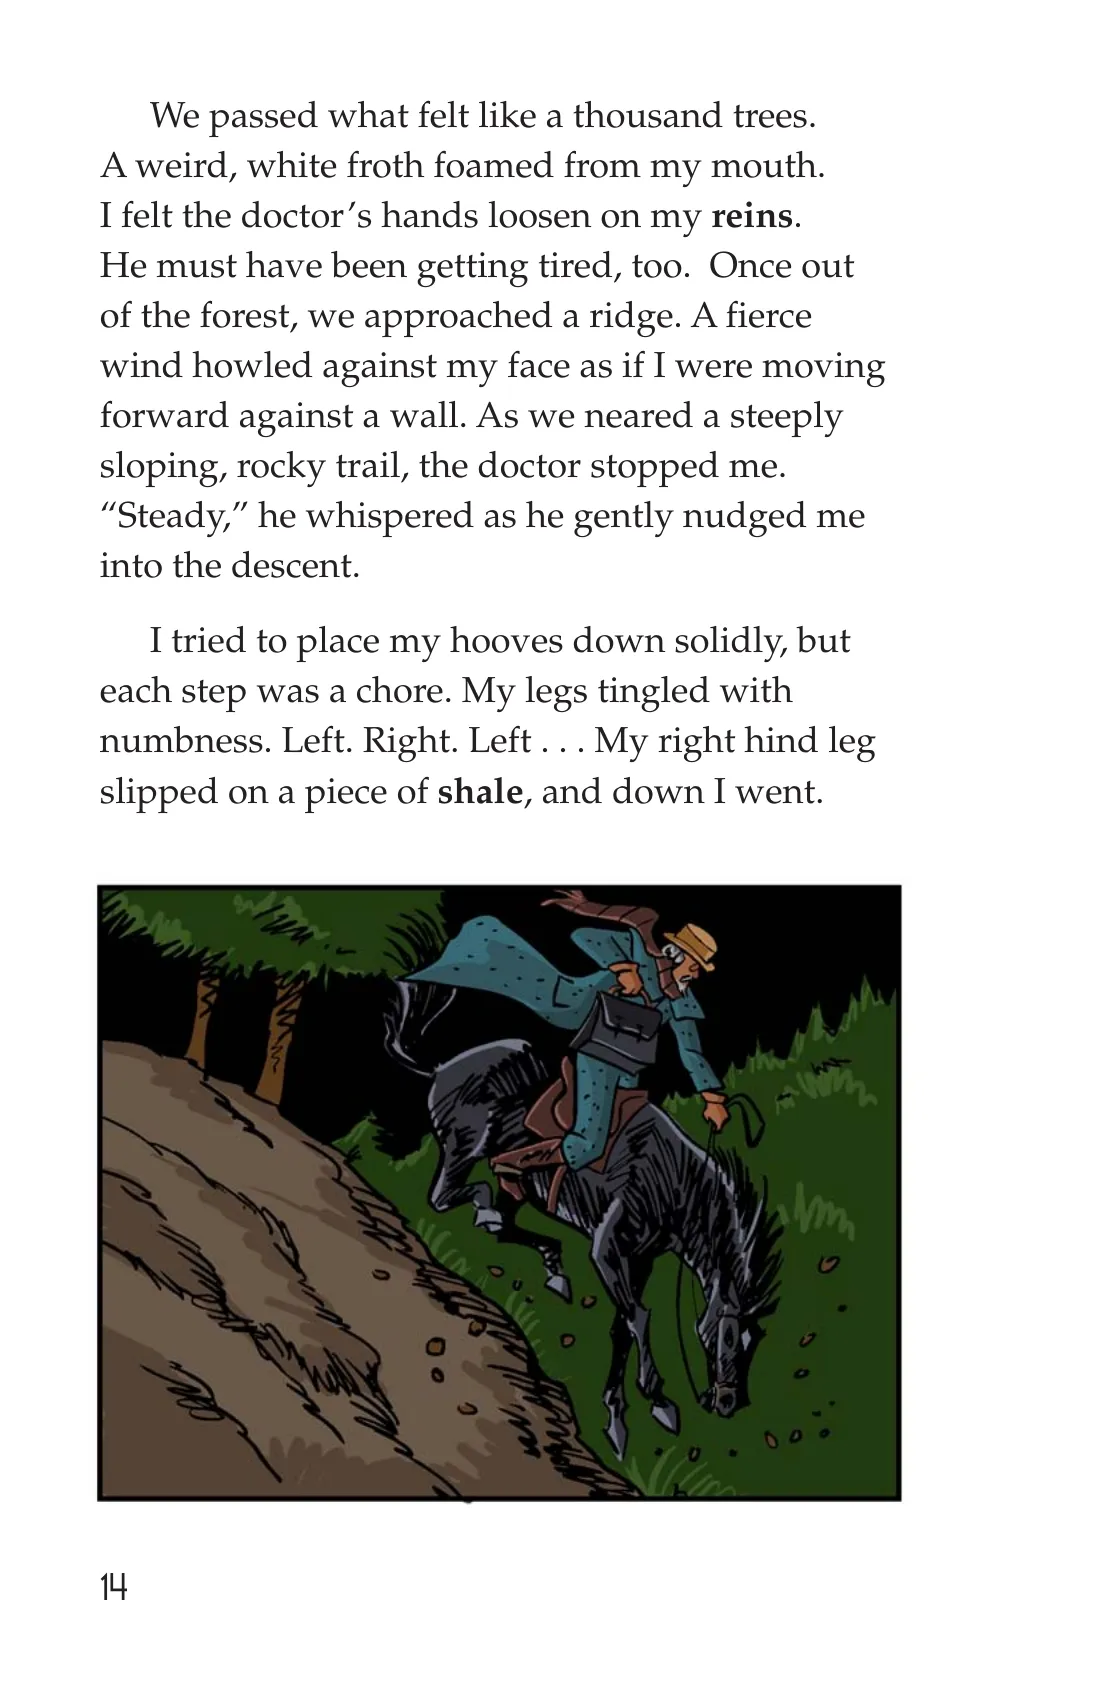 We passed what felt like a thousand trees.
A weird, white froth foamed from my mouth.
I felt the doctor’s hands loosen on my reins.
He must have been getting tired, too.  Once out
of the forest, we approached a ridge. A fierce
wind howled against my face as if I were moving
forward against a wall. As we neared a steeply
sloping, rocky trail, the doctor stopped me.
“Steady,” he whispered as he gently nudged me
into the descent.
I tried to place my hooves down solidly, but
each step was a chore. My legs tingled with
numbness. Left. Right. Left . . . My right hind leg
slipped on a piece of shale, and down I went.
14